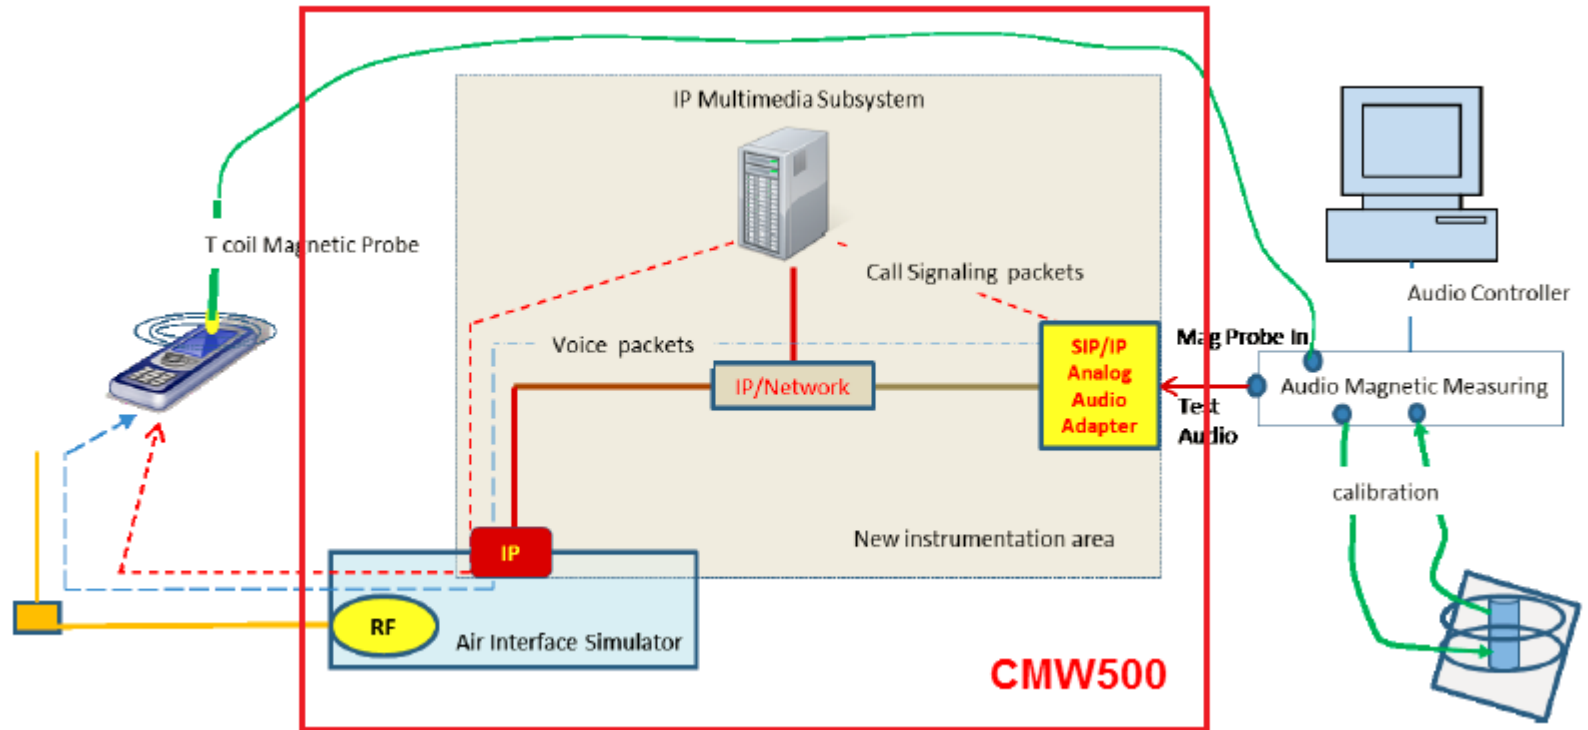 IP Multimedia Subsystem
T coil Magnetic Probe
Call Signaling packets
Audio Controller
Voice packets
SIP/IP
Analog
Audio
Adapter
Mag Probe In
IP/Network
Audio Magnetic Measuring
Test
Audio
calibration
New instrumentation area
IP
RF
Air Interface Simulator
CMW500